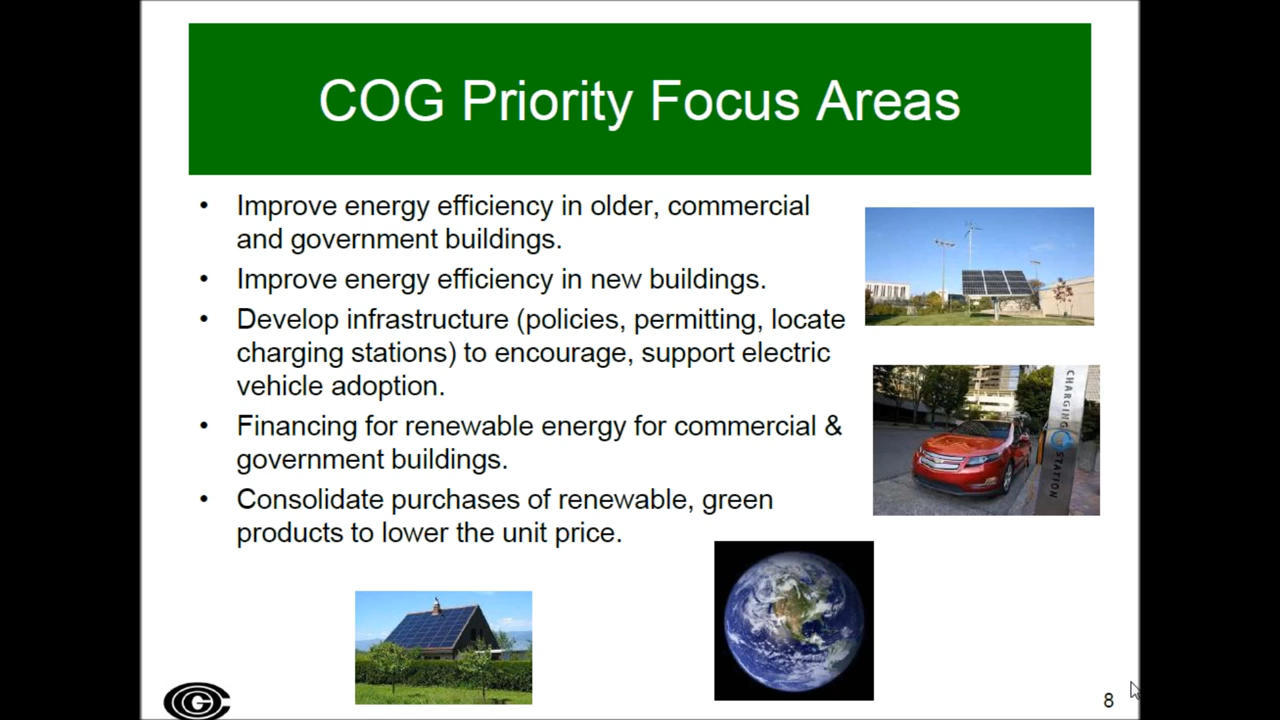 COG Priority Focus Areas
• Improve energy efficiency in older, commercial
and government buildings.
• Improve energy efficiency in new buildings.
• Develop infrastructure (policies, permitting, locate
charging stations) to encourage, support electric
vehicle adoption.
• Financing for renewable energy for commercial &
government buildings.
• Consolidate purchases of renewable, green
products to lower the unit price.
CHARGING
STATION
COG
8